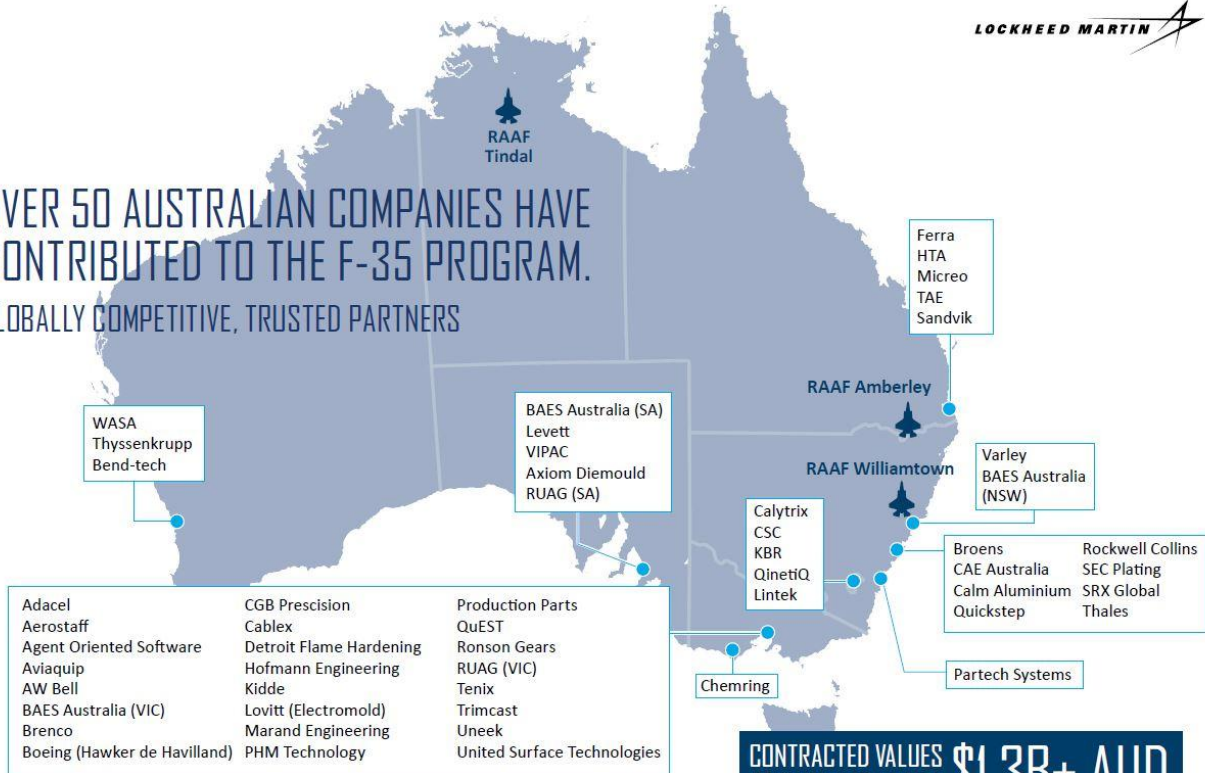 LOCKHEED MARTIN
RAAF
Tindal
VER 50 AUSTRALIAN COMPANIES HAVE
ONTRIBUTED TO THE F-35 PROGRAM.
LOBALLY COMPETITIVE, TRUSTED PARTNERS
Ferra
HTA
Micreo
TAE
Sandvik
RAAF Amberley
WASA
Thyssenkrupp
Bend-tech
BAES Australia (SA)
Levett
VIPAC
Axiom Diemould
RUAG (SA)
RAAF Williamtown
Varley
BAES Australia
(NSW)
Calytrix
CSC
KBR
QinetiQ
Lintek
Broens Rockwell Collins
CAE Australia SEC Plating
Calm Aluminium SRX Global
Quickstep Thales
Adacel CGB Prescision Production Parts
Aerostaff Cablex QuEST
Agent Oriented Software Detroit Flame Hardening Ronson Gears
Aviaquip Hofmann Engineering RUAG (VIC)
AW Bell Kidde Tenix
BAES Australia (VIC) Lovitt (Electromold) Trimcast
Brenco Marand Engineering Uneek
Boeing (Hawker de Havilland) PHM Technology United Surface Technologies
Chemring
Partech Systems
CONTRACTED VALUES $1.3B+ AUD